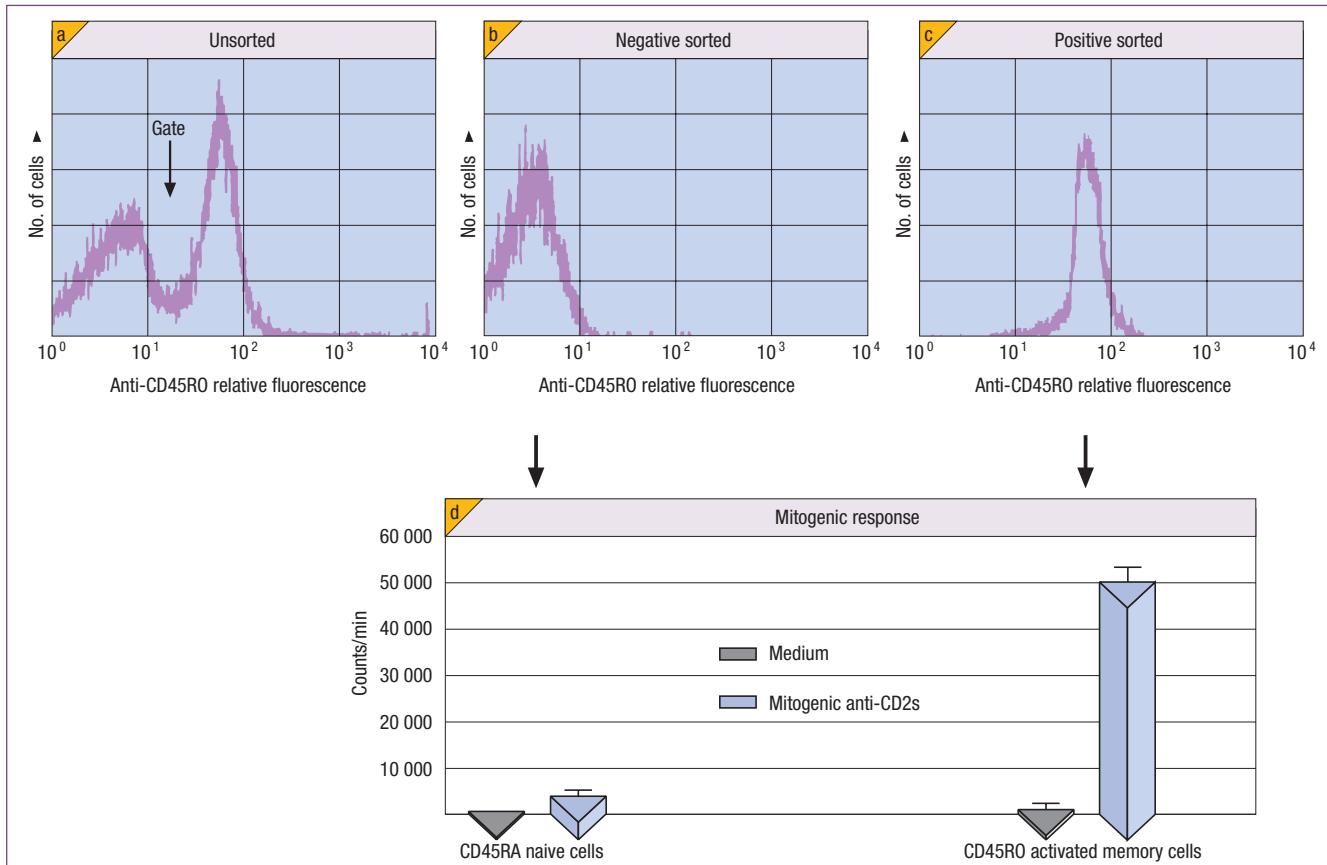 a
Unsorted
Gate
No. of cells ▲
10⁰ 10¹ 10² 10³ 10⁴
Anti-CD45RO relative fluorescence
b
Negative sorted
No. of cells ▲
10⁰ 10¹ 10² 10³ 10⁴
Anti-CD45RO relative fluorescence
c
Positive sorted
No. of cells ▲
10⁰ 10¹ 10² 10³ 10⁴
Anti-CD45RO relative fluorescence
d
Mitogenic response
Counts/min
60 000
50 000
40 000
30 000
20 000
10 000
Medium
Mitogenic anti-CD2s
CD45RA naive cells
CD45RO activated memory cells